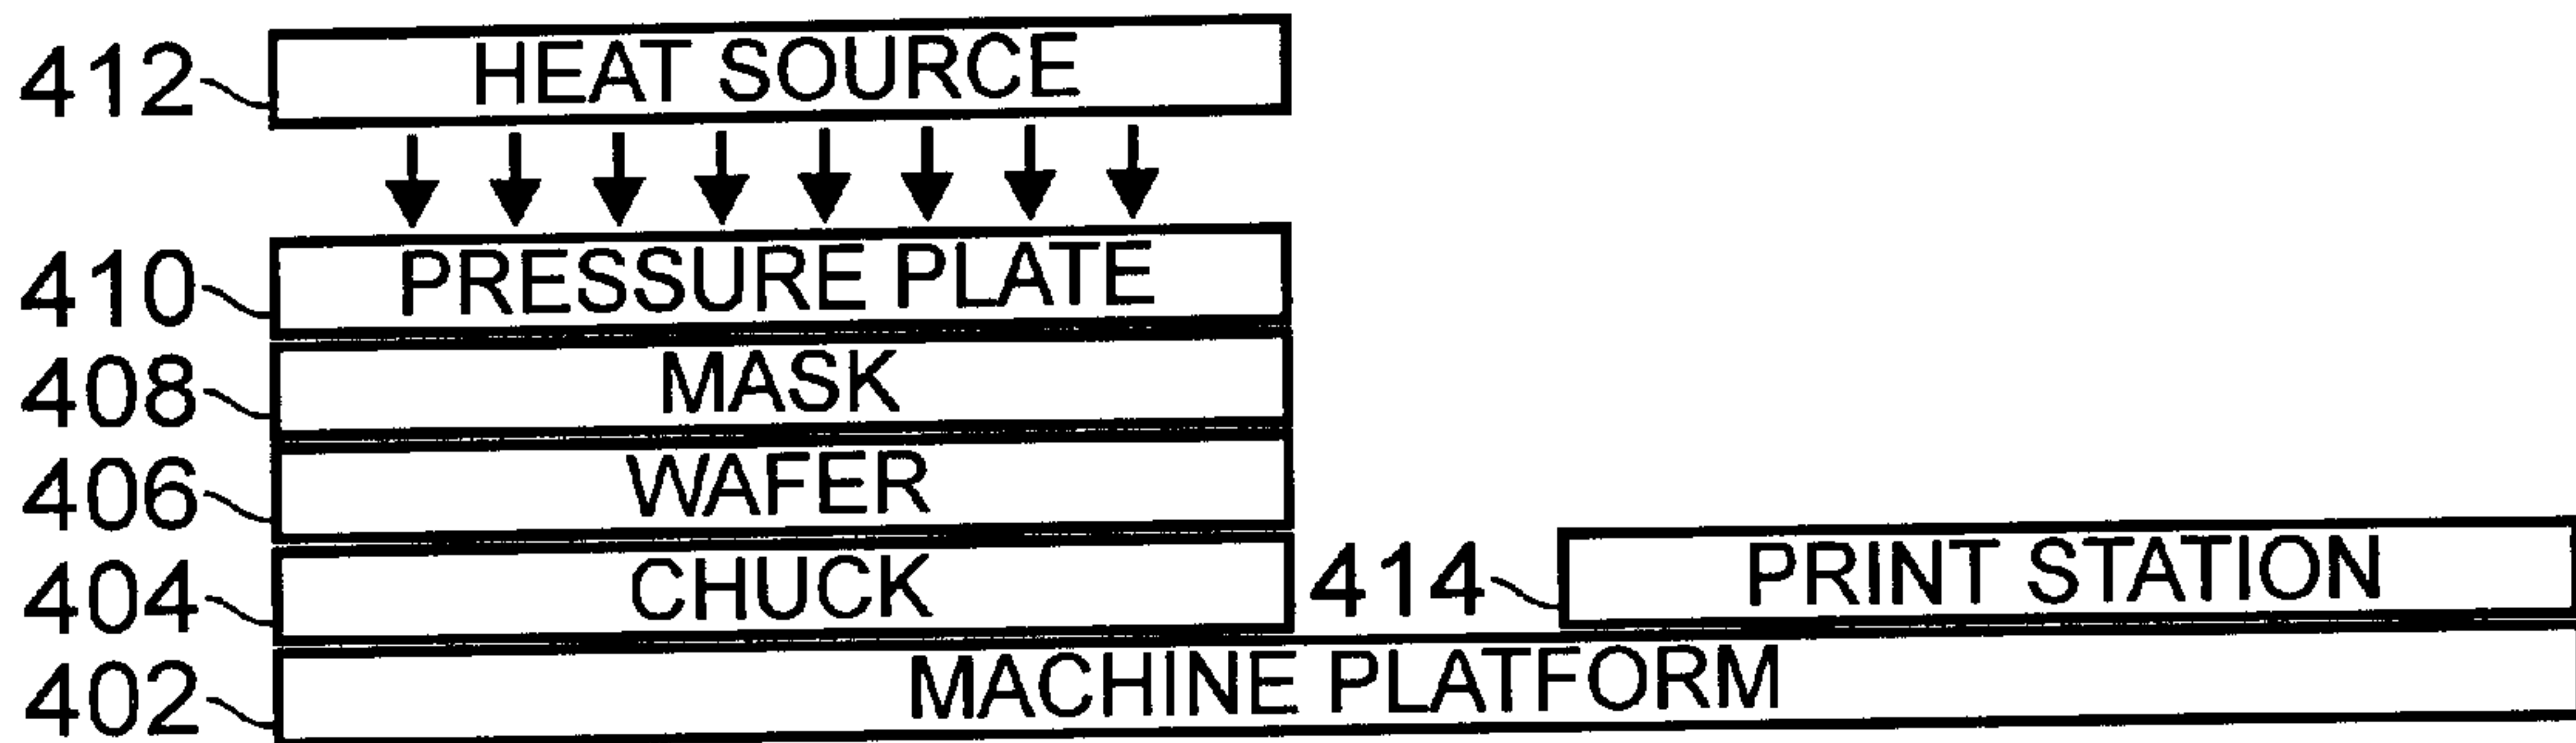 412 HEAT SOURCE
410 PRESSURE PLATE
408 MASK
406 WAFER
404 CHUCK 414 PRINT STATION
402 MACHINE PLATFORM